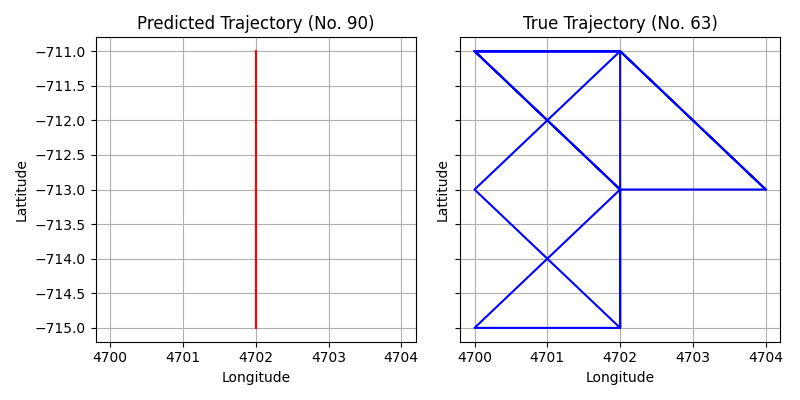 Predicted Trajectory (No. 90)
−711.0
−711.5
−712.0
−712.5
−713.0
−713.5
−714.0
−714.5
−715.0
Lattitude
4700 4701 4702 4703 4704
Longitude
True Trajectory (No. 63)
Lattitude
4700 4701 4702 4703 4704
Longitude